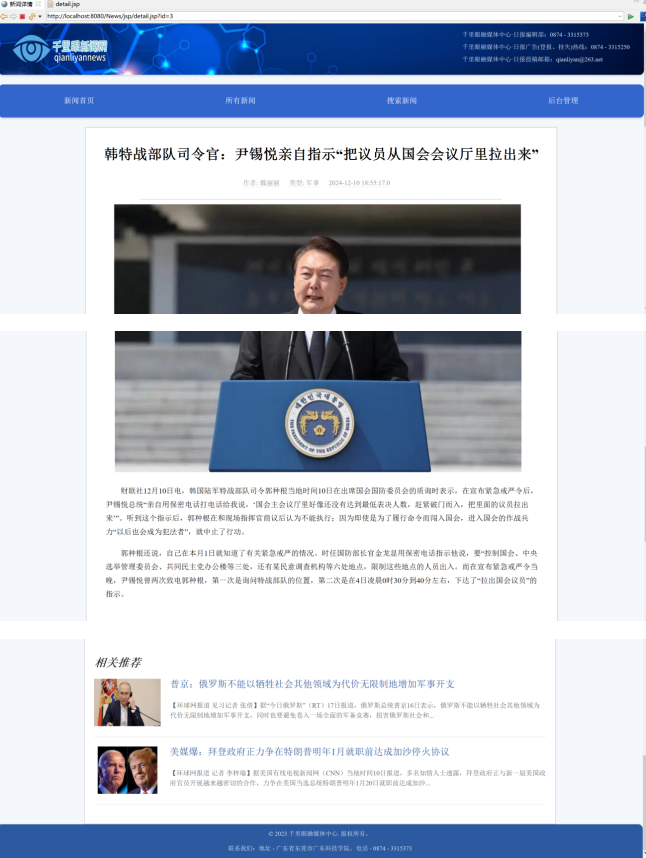 新闻详情
detail.jsp
http://localhost:8080/News/jsp/detail.jsp?id=3
千里眼新闻网
qianliyannews
千里眼融媒体中心·日报编辑部：0874 - 3315373
千里眼融媒体中心·日报广告(登报、挂失)热线：0874 - 3315250
千里眼融媒体中心·日报投稿邮箱：qianliyan@263.net
新闻首页
所有新闻
搜索新闻
后台管理
韩特战部队司令官：尹锡悦亲自指示“把议员从国会会议厅里拉出来”
类型: 军事
2024-12-10 18:55:17.0
THE PRESIDENT OF THE REPUBLIC OF KOREA
财联社12月10日电，韩国陆军特战部队司令郭种根当地时间10日在出席国会国防委员会的质询时表示，在宣布紧急戒严令后，
尹锡悦总统“亲自用保密电话打电话给我说，‘国会主会议厅里好像还没有达到最低表决人数，赶紧破门而入，把里面的议员拉出
来’”。听到这个指示后，郭种根在和现场指挥官商议后认为不能执行；因为即使是为了履行命令而闯入国会，进入国会的作战兵
力“以后也会成为犯法者”，就中止了行动。
郭种根还说，自己在本月1日就知道了有关紧急戒严的情况。时任国防部长官金龙显用保密电话指示他说，要“控制国会、中央
选举管理委员会、共同民主党办公楼等三处，还有某民意调查机构等六处地点，限制这些地点的人员出入。而在宣布紧急戒严令当
晚，尹锡悦曾两次致电郭种根，第一次是询问特战部队的位置，第二次是在4日凌晨0时30分到40分左右，下达了“拉出国会议员”的
指示。
相关推荐
普京：俄罗斯不能以牺牲社会其他领域为代价无限制地增加军事开支
【环球网报道 见习记者 张倩】据“今日俄罗斯”（RT）17日报道，俄罗斯总统普京16日表示，俄罗斯不能以牺牲社会其他领域为
代价无限制地增加军事开支，同时也要避免卷入一场全面的军备竞赛，损害俄罗斯社会和...
美媒爆：拜登政府正力争在特朗普明年1月就职前达成加沙停火协议
【环球网报道 记者 李梓瑜】据美国有线电视新闻网（CNN）当地时间10日报道，多名知情人士透露，拜登政府正与新一届美国政
府官员开展越来越密切的合作，力争在美国当选总统特朗普明年1月20日就职前达成加沙...
© 2023 千里眼融媒体中心. 版权所有。
联系我们：地址 - 广东省东莞市广东科技学院，电话 - 0874 - 3315373